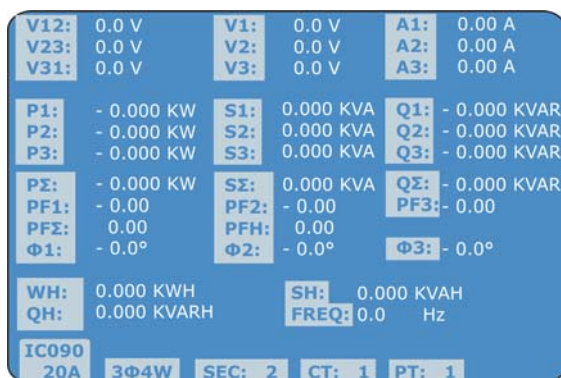 V12: 0.0 V V1: 0.0 V A1: 0.00 A
V23: 0.0 V V2: 0.0 V A2: 0.00 A
V31: 0.0 V V3: 0.0 V A3: 0.00 A
P1: - 0.000 KW S1: 0.000 KVA Q1: - 0.000 KVAR
P2: - 0.000 KW S2: 0.000 KVA Q2: - 0.000 KVAR
P3: - 0.000 KW S3: 0.000 KVA Q3: - 0.000 KVAR
PΣ: - 0.000 KW SΣ: 0.000 KVA QΣ: - 0.000 KVAR
PF1: - 0.00 PF2: - 0.00 PF3: - 0.00
PFΣ: 0.00 PFH: 0.00
Φ1: - 0.0° Φ2: - 0.0° Φ3: - 0.0°
WH: 0.000 KWH SH: 0.000 KVAH
QH: 0.000 KVARH FREQ: 0.0 Hz
IC090
20A 3Φ4W SEC: 2 CT: 1 PT: 1